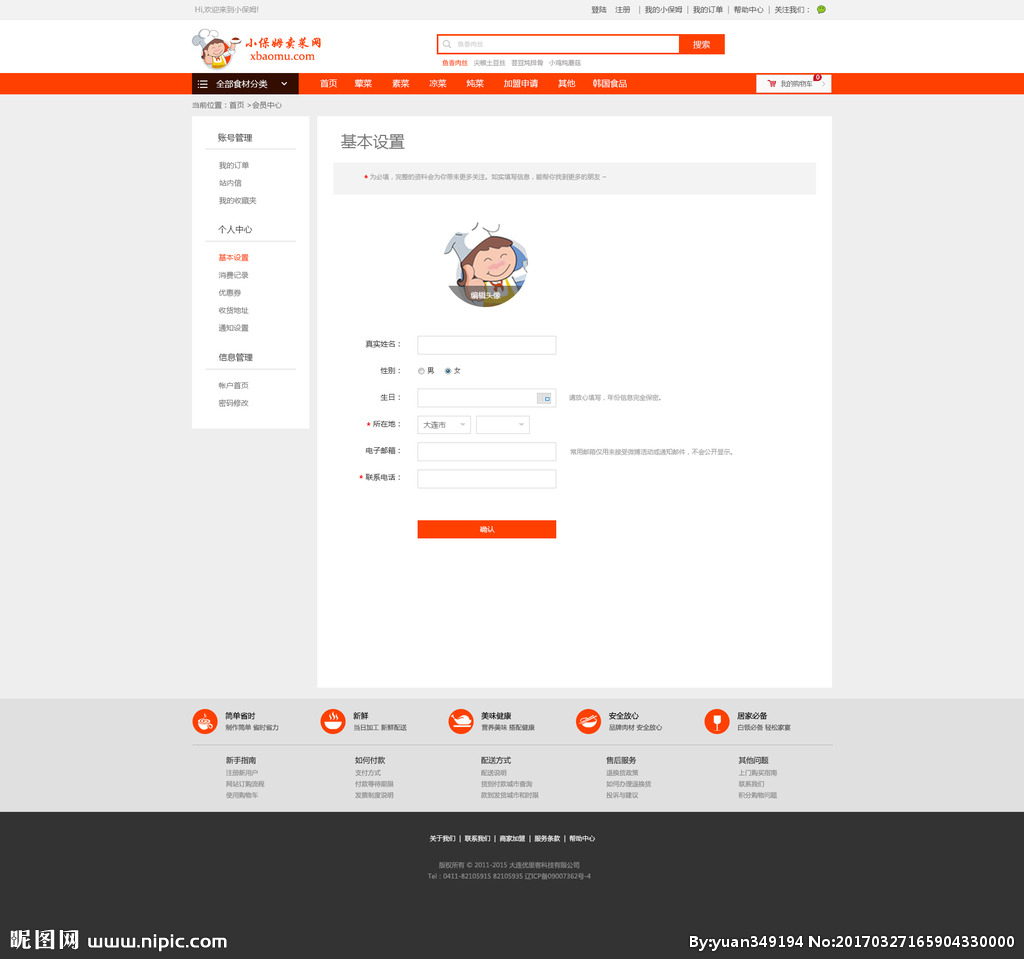 Hi,欢迎来到小保姆!
登陆 注册 | 我的小保姆 | 我的订单 | 帮助中心 | 关注我们：
小保姆卖菜网
xbaomu.com
鱼香肉丝
搜索
鱼香肉丝 尖椒土豆丝 芸豆炖排骨 小鸡炖蘑菇
全部食材分类 首页 荤菜 素菜 凉菜 炖菜 加盟申请 其他 韩国食品 我的购物车 0
当前位置：首页 >会员中心
账号管理
我的订单
站内信
我的收藏夹
个人中心
基本设置
消费记录
优惠券
收货地址
通知设置
信息管理
帐户首页
密码修改
基本设置
* 为必填，完整的资料会为你带来更多关注。如实填写信息，能帮你找到更多的朋友 ~
编辑头像
真实姓名：
性别： 男 女
生日： 请放心填写，年份信息完全保密。
* 所在地： 大连市
电子邮箱： 常用邮箱仅用来接受微博活动或通知邮件，不会公开显示。
* 联系电话：
确认
简单省时
制作简单 省时省力
新鲜
当日加工 新鲜配送
美味健康
营养美味 搭配健康
安全放心
品牌肉材 安全放心
居家必备
白领必备 轻松家宴
新手指南
注册新用户
网站订购流程
使用购物车
如何付款
支付方式
付款等待期限
发票制度说明
配送方式
配送说明
货到付款城市查询
款到发货城市和时限
售后服务
退换货政策
如何办理退换货
投诉与建议
其他问题
上门购买指南
联系我们
积分购物问题
关于我们 | 联系我们 | 商家加盟 | 服务条款 | 帮助中心
版权所有 © 2011-2015 大连优里客科技有限公司
Tel：0411-82105915 82105935 辽ICP备09007362号-4
昵图网 www.nipic.com
By:yuan349194 No:20170327165904330000